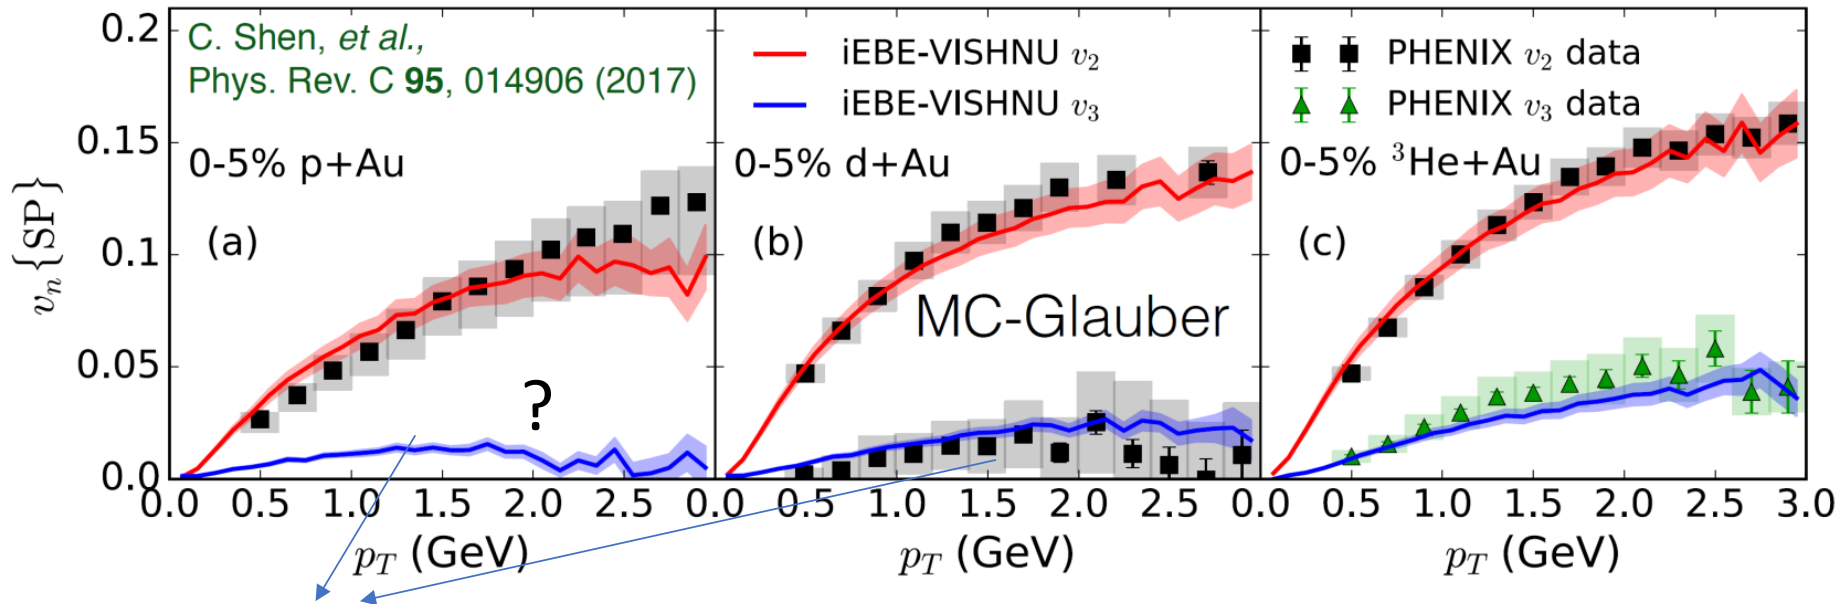 C. Shen, et al.,
Phys. Rev. C 95, 014906 (2017)
iEBE-VISHNU v₂
iEBE-VISHNU v₃
PHENIX v₂ data
PHENIX v₃ data
0-5% p+Au
0-5% d+Au
0-5% ³He+Au
(a)
(b)
(c)
MC-Glauber
?
vₙ{SP}
0.2
0.15
0.1
0.05
0.0
0.0 0.5 1.0 1.5 2.0 2.5 0.0 0.5 1.0 1.5 2.0 2.5 0.0 0.5 1.0 1.5 2.0 2.5 3.0
p_T (GeV) p_T (GeV) p_T (GeV)